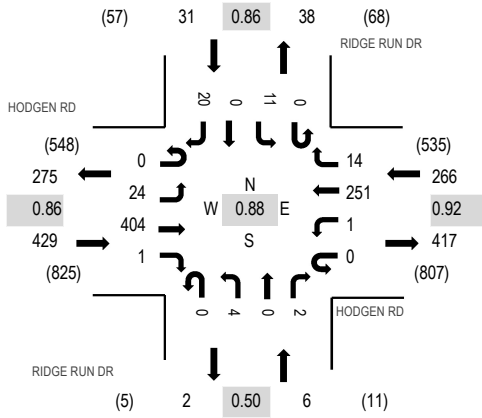 (57) 31 0.86 38 (68)
RIDGE RUN DR
HODGEN RD
20 0 11 0
(548) (535)
275 0 14 266
24 N 251
0.86 W 0.88 E 0.92
404 S 1
429 1 0 417
(825) (807)
0 4 0 2
HODGEN RD
RIDGE RUN DR
(5) 2 0.50 6 (11)